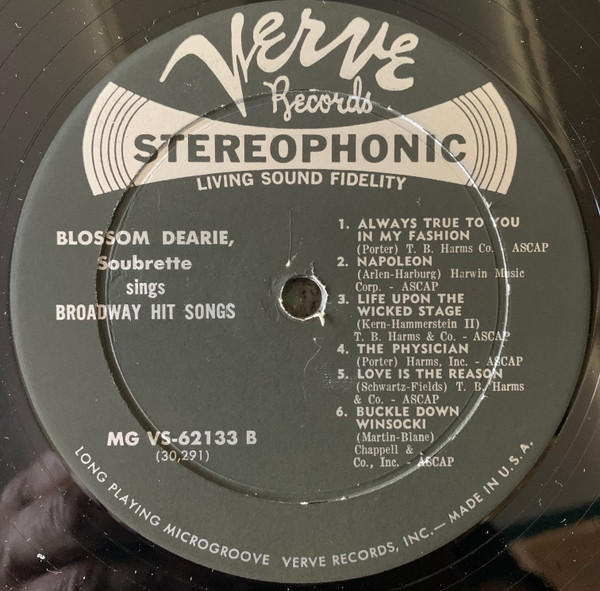 Verve
Records
STEREOPHONIC
LIVING SOUND FIDELITY
BLOSSOM DEARIE,
Soubrette
sings
BROADWAY HIT SONGS
MG VS-62133 B
(30,291)
1. ALWAYS TRUE TO YOU
IN MY FASHION
(Porter) T. B. Harms Co. - ASCAP
2. NAPOLEON
(Arlen-Harburg) Harwin Music
Corp. - ASCAP
3. LIFE UPON THE
WICKED STAGE
(Kern-Hammerstein II)
T. B. Harms & Co. - ASCAP
4. THE PHYSICIAN
(Porter) Harms, Inc. - ASCAP
5. LOVE IS THE REASON
(Schwartz-Fields) T. B. Harms
& Co. - ASCAP
6. BUCKLE DOWN
WINSOCKI
(Martin-Blane)
Chappell &
Co., Inc. - ASCAP
LONG PLAYING MICROGROOVE VERVE RECORDS, INC.— MADE IN U.S.A.